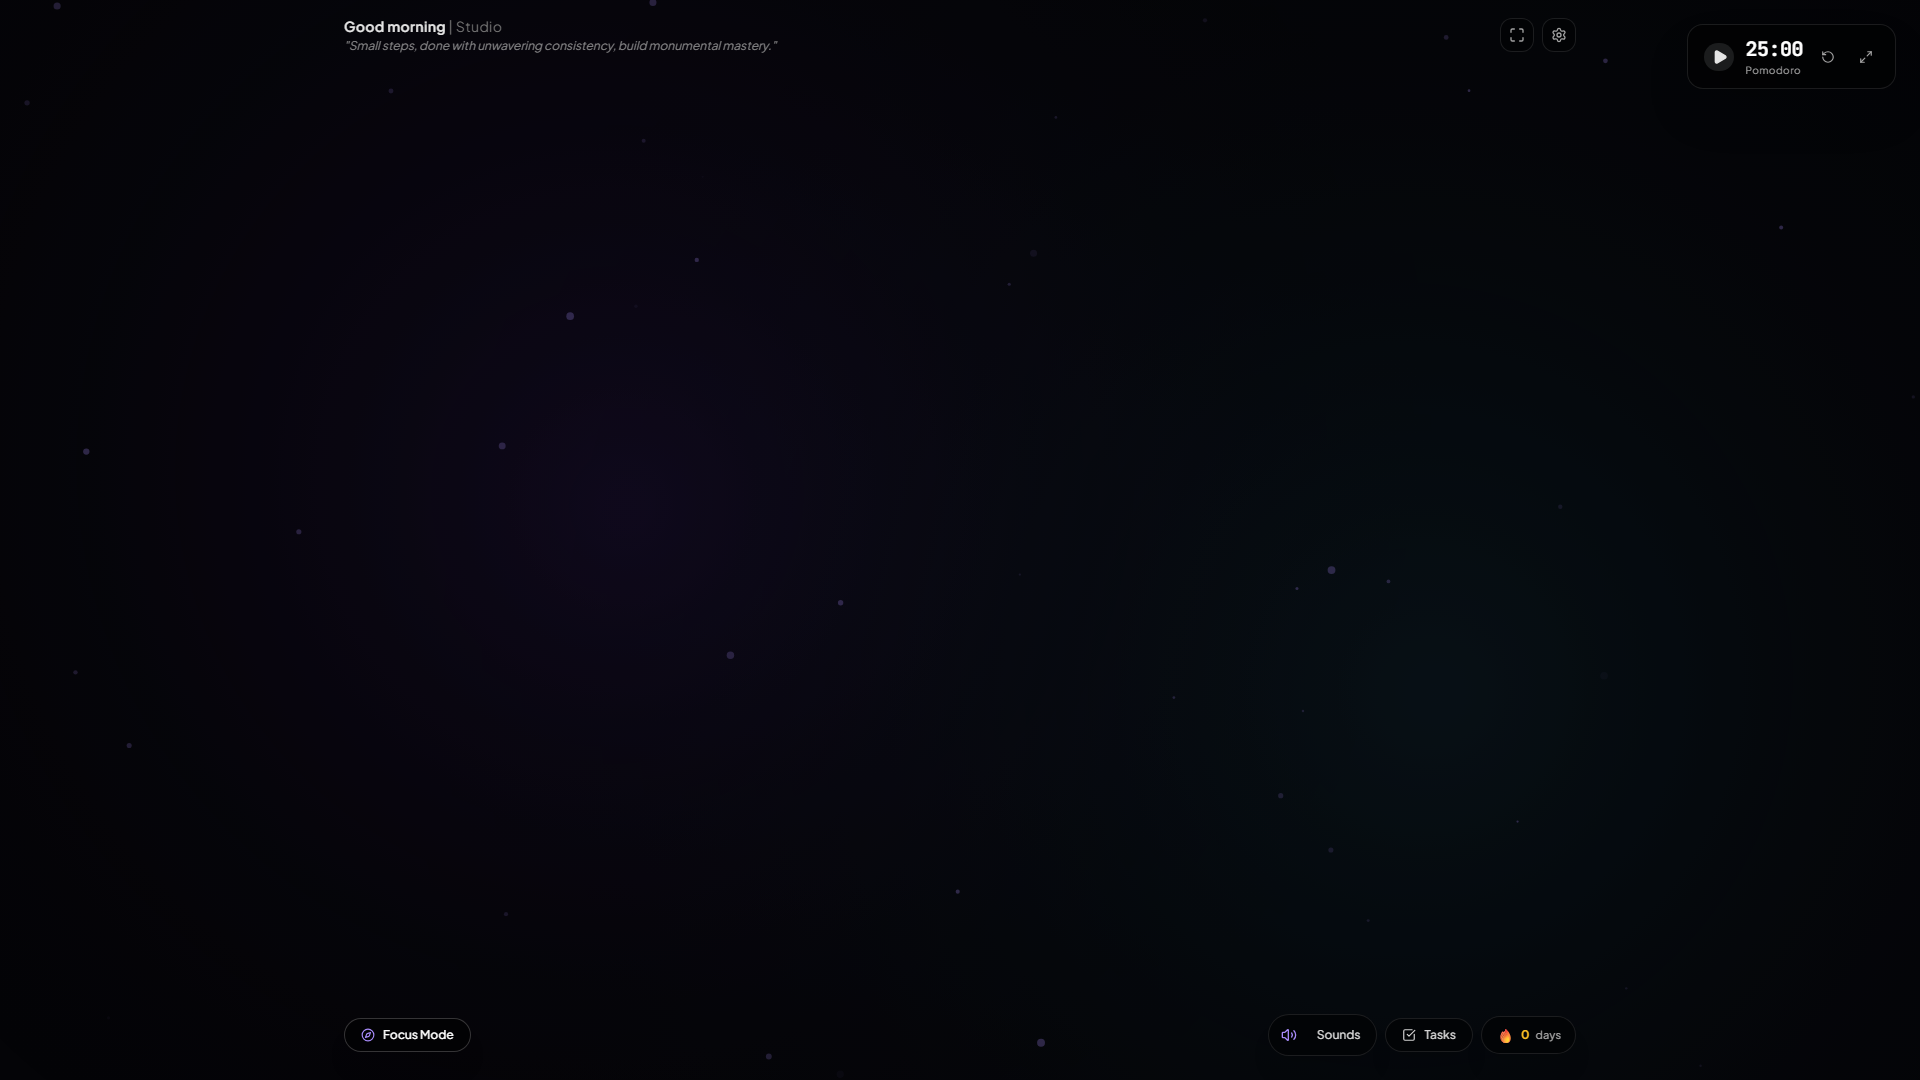 Good morning | Studio
"Small steps, done with unwavering consistency, build monumental mastery."
25:00
Pomodoro
Focus Mode
Sounds
Tasks
0 days